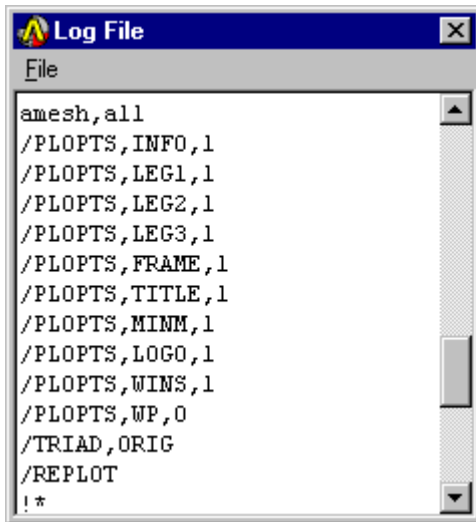 Log File
File
amesh,all
/PLOPTS,INFO,1
/PLOPTS,LEG1,1
/PLOPTS,LEG2,1
/PLOPTS,LEG3,1
/PLOPTS,FRAME,1
/PLOPTS,TITLE,1
/PLOPTS,MINM,1
/PLOPTS,LOGO,1
/PLOPTS,WINS,1
/PLOPTS,WP,0
/TRIAD,ORIG
/REPLOT
!*